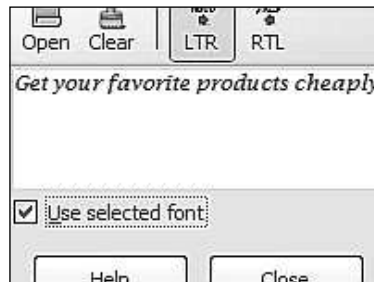 Open Clear LTR RTL
Get your favorite products cheaply
Use selected font
Help Close